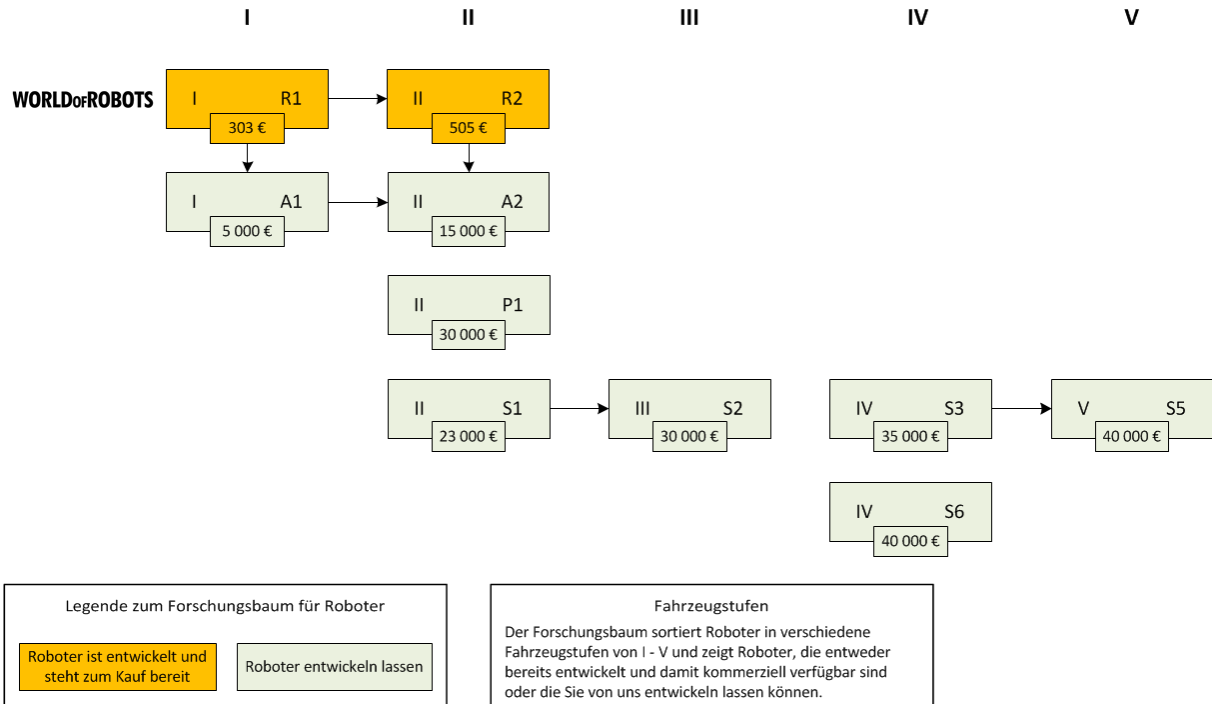 I II III IV V
WORLDOFROBOTS
I R1
303 €
II R2
505 €
I A1
5 000 €
II A2
15 000 €
II P1
30 000 €
II S1
23 000 €
III S2
30 000 €
IV S3
35 000 €
V S5
40 000 €
IV S6
40 000 €
Legende zum Forschungsbaum für Roboter
Roboter ist entwickelt und
steht zum Kauf bereit
Roboter entwickeln lassen
Fahrzeugstufen
Der Forschungsbaum sortiert Roboter in verschiedene
Fahrzeugstufen von I - V und zeigt Roboter, die entweder
bereits entwickelt und damit kommerziell verfügbar sind
oder die Sie von uns entwickeln lassen können.